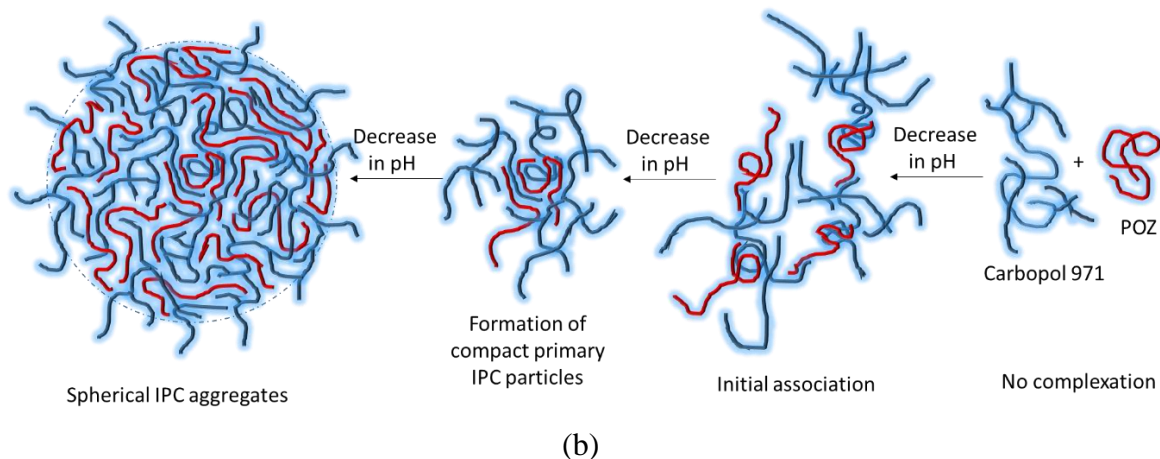 Decrease
in pH
Decrease
in pH
Decrease
in pH
+
POZ
Carbopol 971
Formation of
compact primary
IPC particles
Spherical IPC aggregates
Initial association
No complexation
(b)